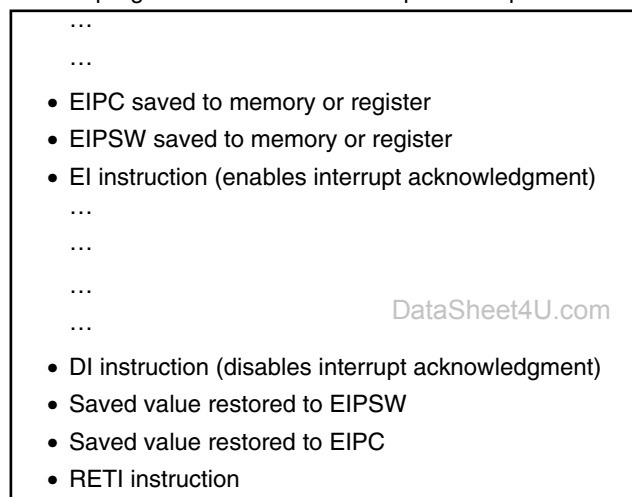 …
…
• EIPC saved to memory or register
• EIPSW saved to memory or register
• EI instruction (enables interrupt acknowledgment)
…
…
…
…
DataSheet4U.com
• DI instruction (disables interrupt acknowledgment)
• Saved value restored to EIPSW
• Saved value restored to EIPC
• RETI instruction